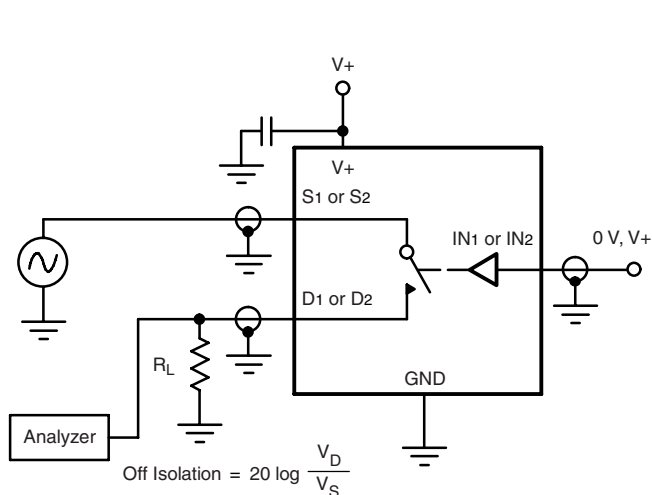 V+
V+
S1 or S2
IN1 or IN2
0 V, V+
D1 or D2
RL
GND
Analyzer
Off Isolation = 20 log VD
VS